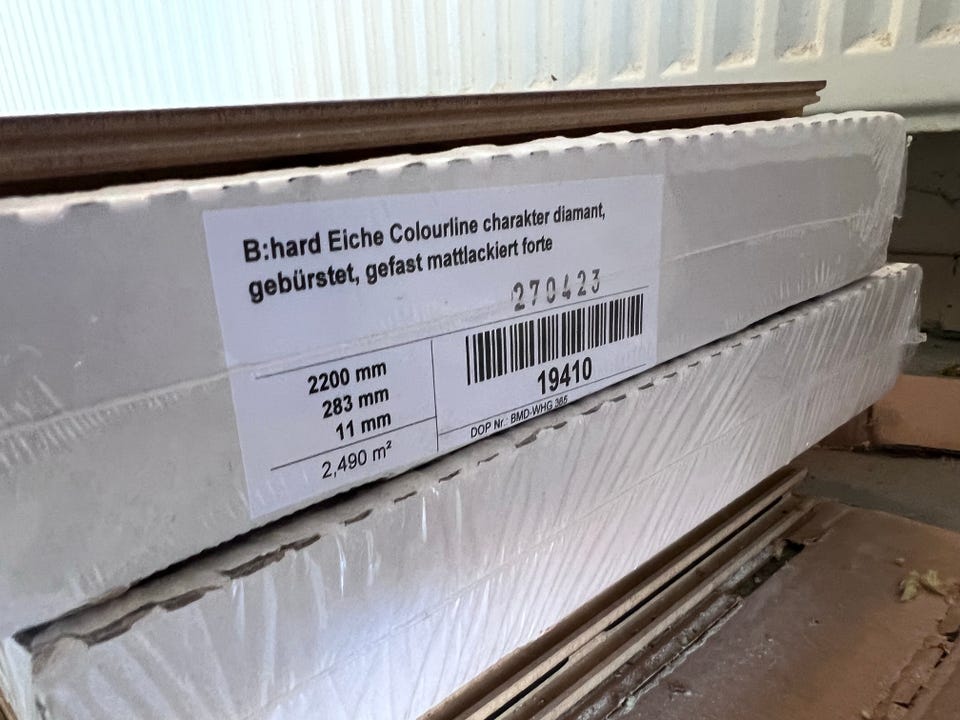 B:hard Eiche Colourline charakter diamant,
gebürstet, gefast mattlackiert forte
270423
2200 mm
283 mm
11 mm
2,490 m²
19410
DOP Nr.: BMD-WHG 365